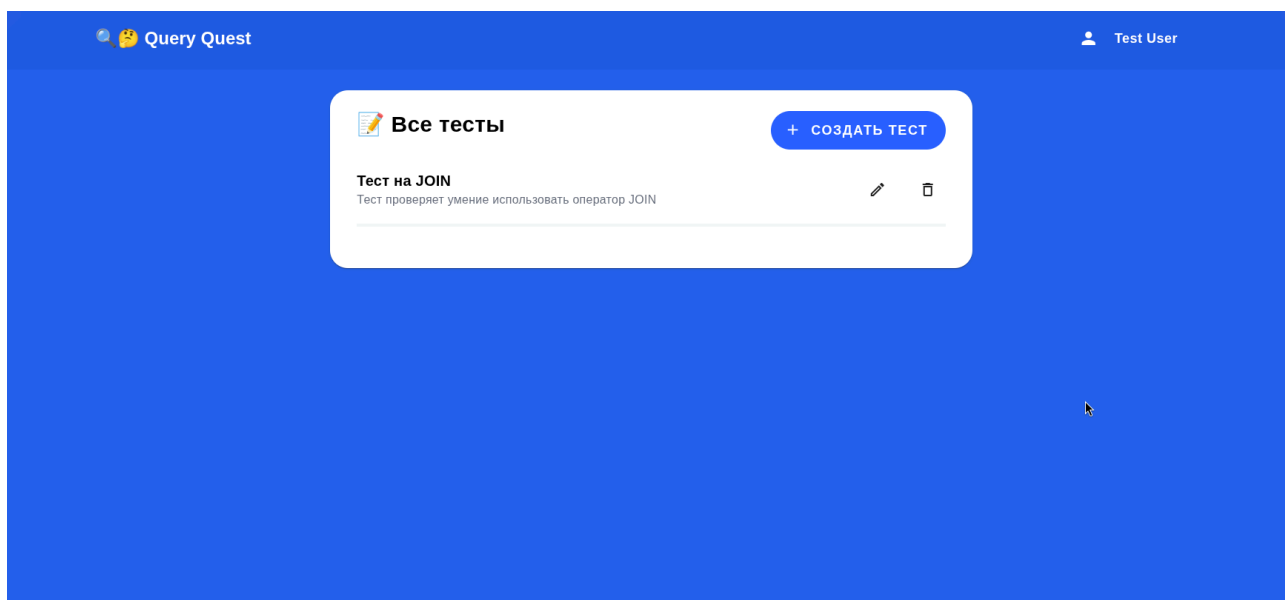 Query Quest
Test User
Все тесты
СОЗДАТЬ ТЕСТ
Тест на JOIN
Тест проверяет умение использовать оператор JOIN